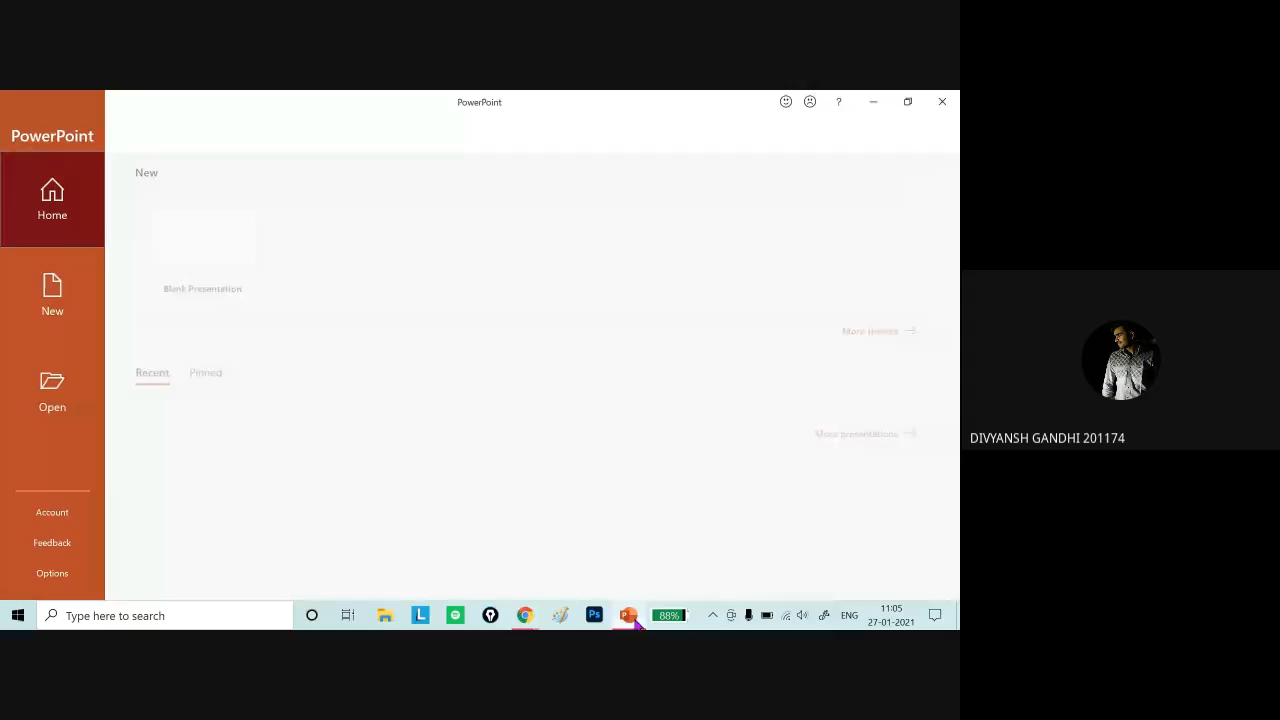 PowerPoint
PowerPoint
Home
New
Open
Account
Feedback
Options
New
Blank Presentation
More themes
Recent Pinned
More presentations
DIVYANSH GANDHI 201174
Type here to search
L
Ps
P
88%
ENG
11:05
27-01-2021